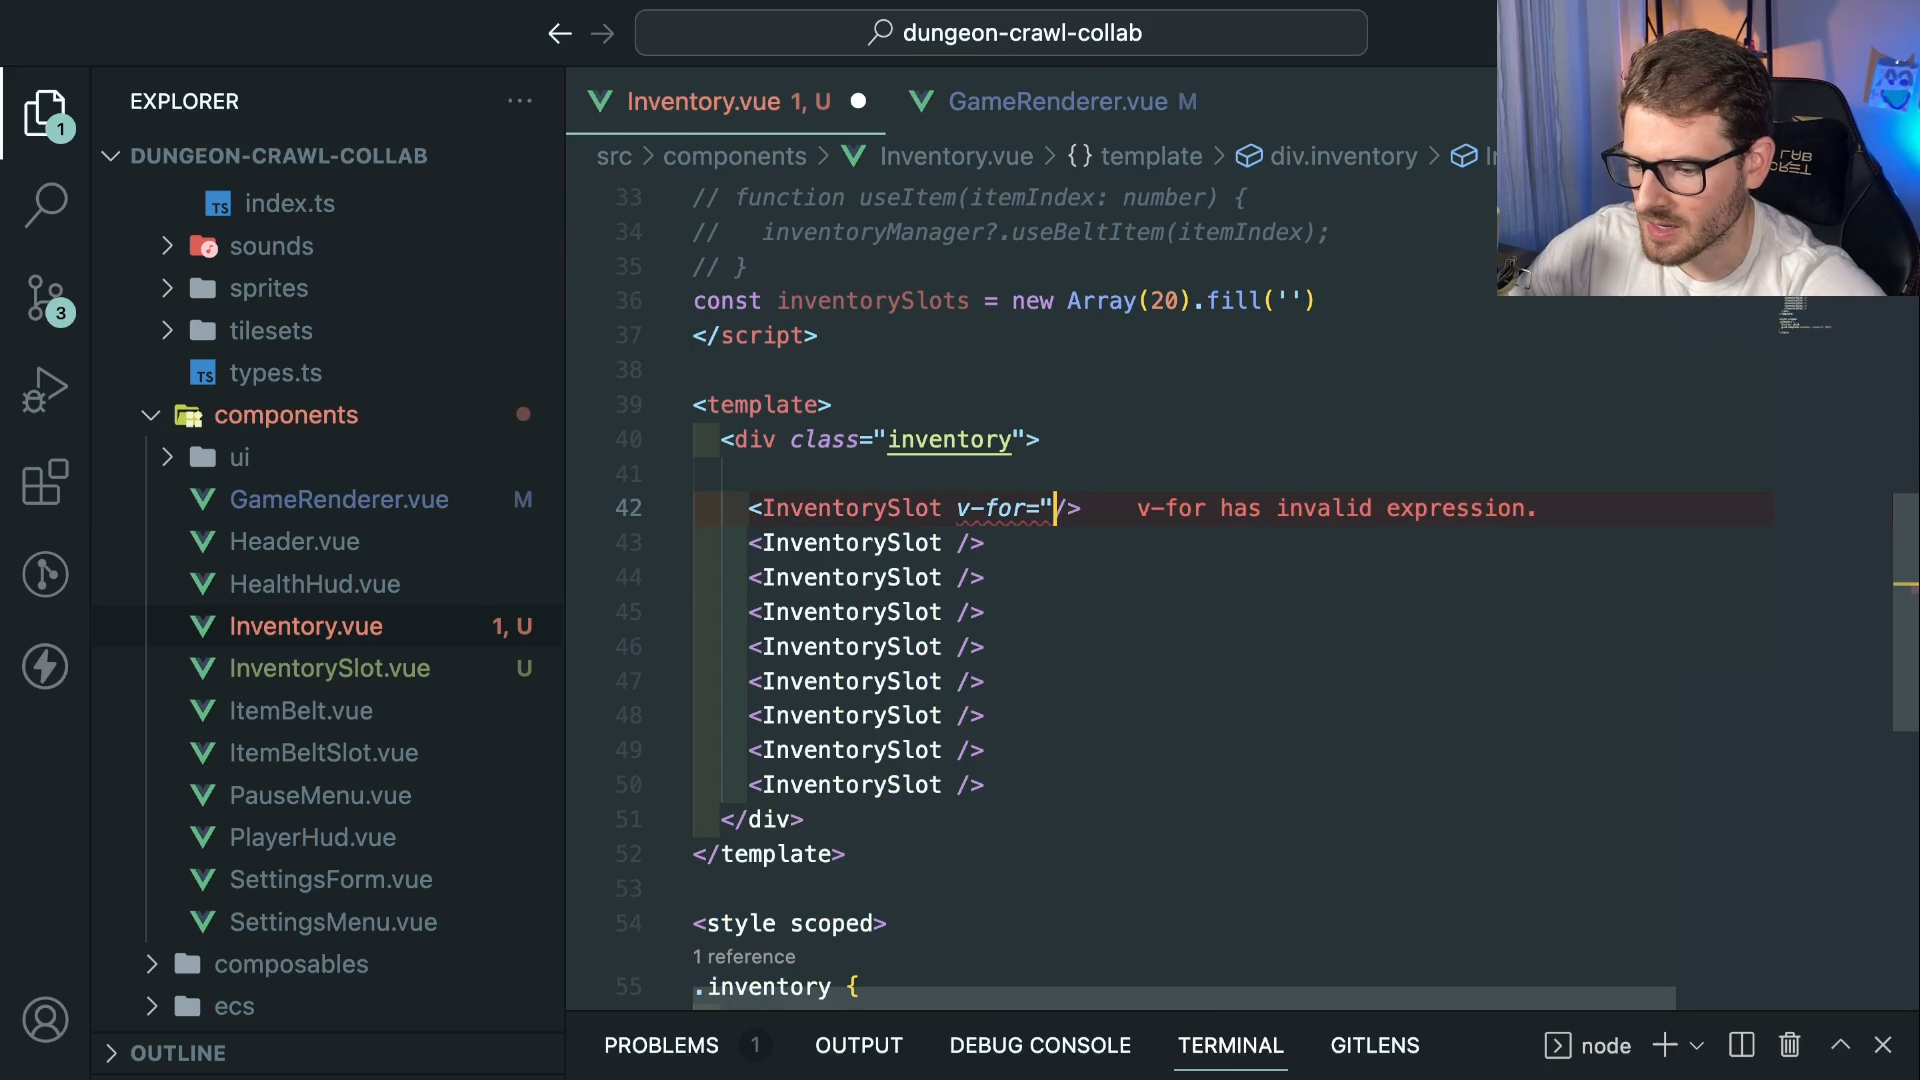 dungeon-crawl-collab
EXPLORER
DUNGEON-CRAWL-COLLAB
TS index.ts
sounds
sprites
tilesets
TS types.ts
components
ui
GameRenderer.vue M
Header.vue
HealthHud.vue
Inventory.vue 1, U
InventorySlot.vue U
ItemBelt.vue
ItemBeltSlot.vue
PauseMenu.vue
PlayerHud.vue
SettingsForm.vue
SettingsMenu.vue
composables
ecs
OUTLINE
1
3
Inventory.vue 1, U
GameRenderer.vue M
src > components > Inventory.vue > {} template > div.inventory >
33 // function useItem(itemIndex: number) {
34 //   inventoryManager?.useBeltItem(itemIndex);
35 // }
36 const inventorySlots = new Array(20).fill('')
37 </script>
38
39 <template>
40 <div class="inventory">
41
42 <InventorySlot v-for="/> v-for has invalid expression.
43 <InventorySlot />
44 <InventorySlot />
45 <InventorySlot />
46 <InventorySlot />
47 <InventorySlot />
48 <InventorySlot />
49 <InventorySlot />
50 <InventorySlot />
51 </div>
52 </template>
53
54 <style scoped>
1 reference
55 .inventory {
PROBLEMS 1 OUTPUT DEBUG CONSOLE TERMINAL GITLENS node